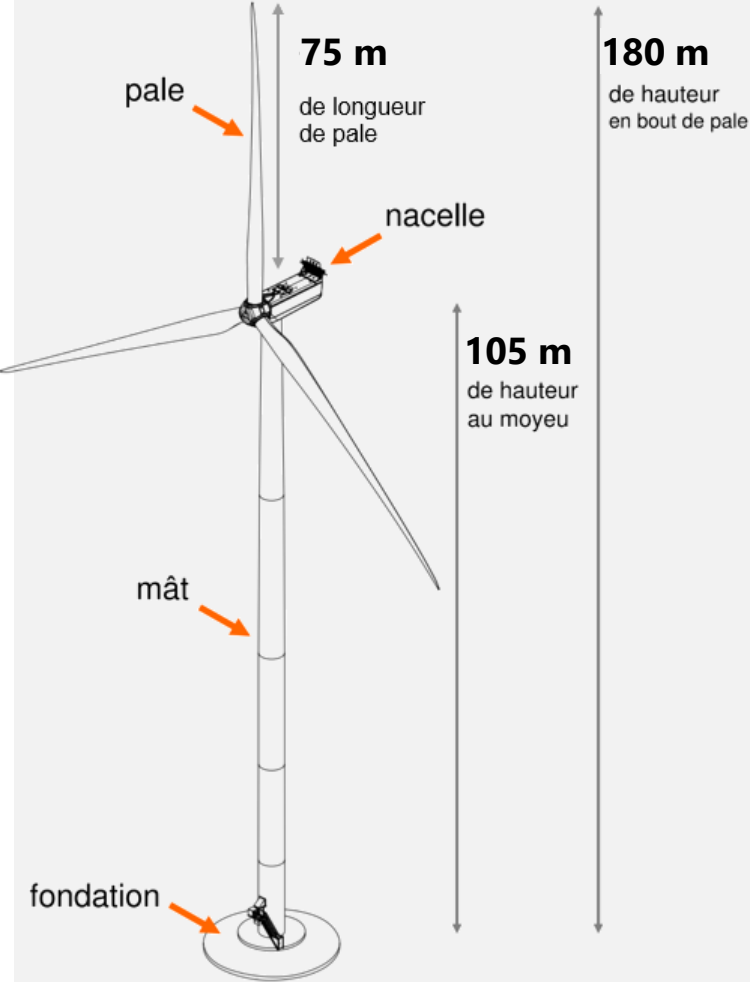 75 m
de longueur
de pale
180 m
de hauteur
en bout de pale
pale
nacelle
105 m
de hauteur
au moyeu
mât
fondation